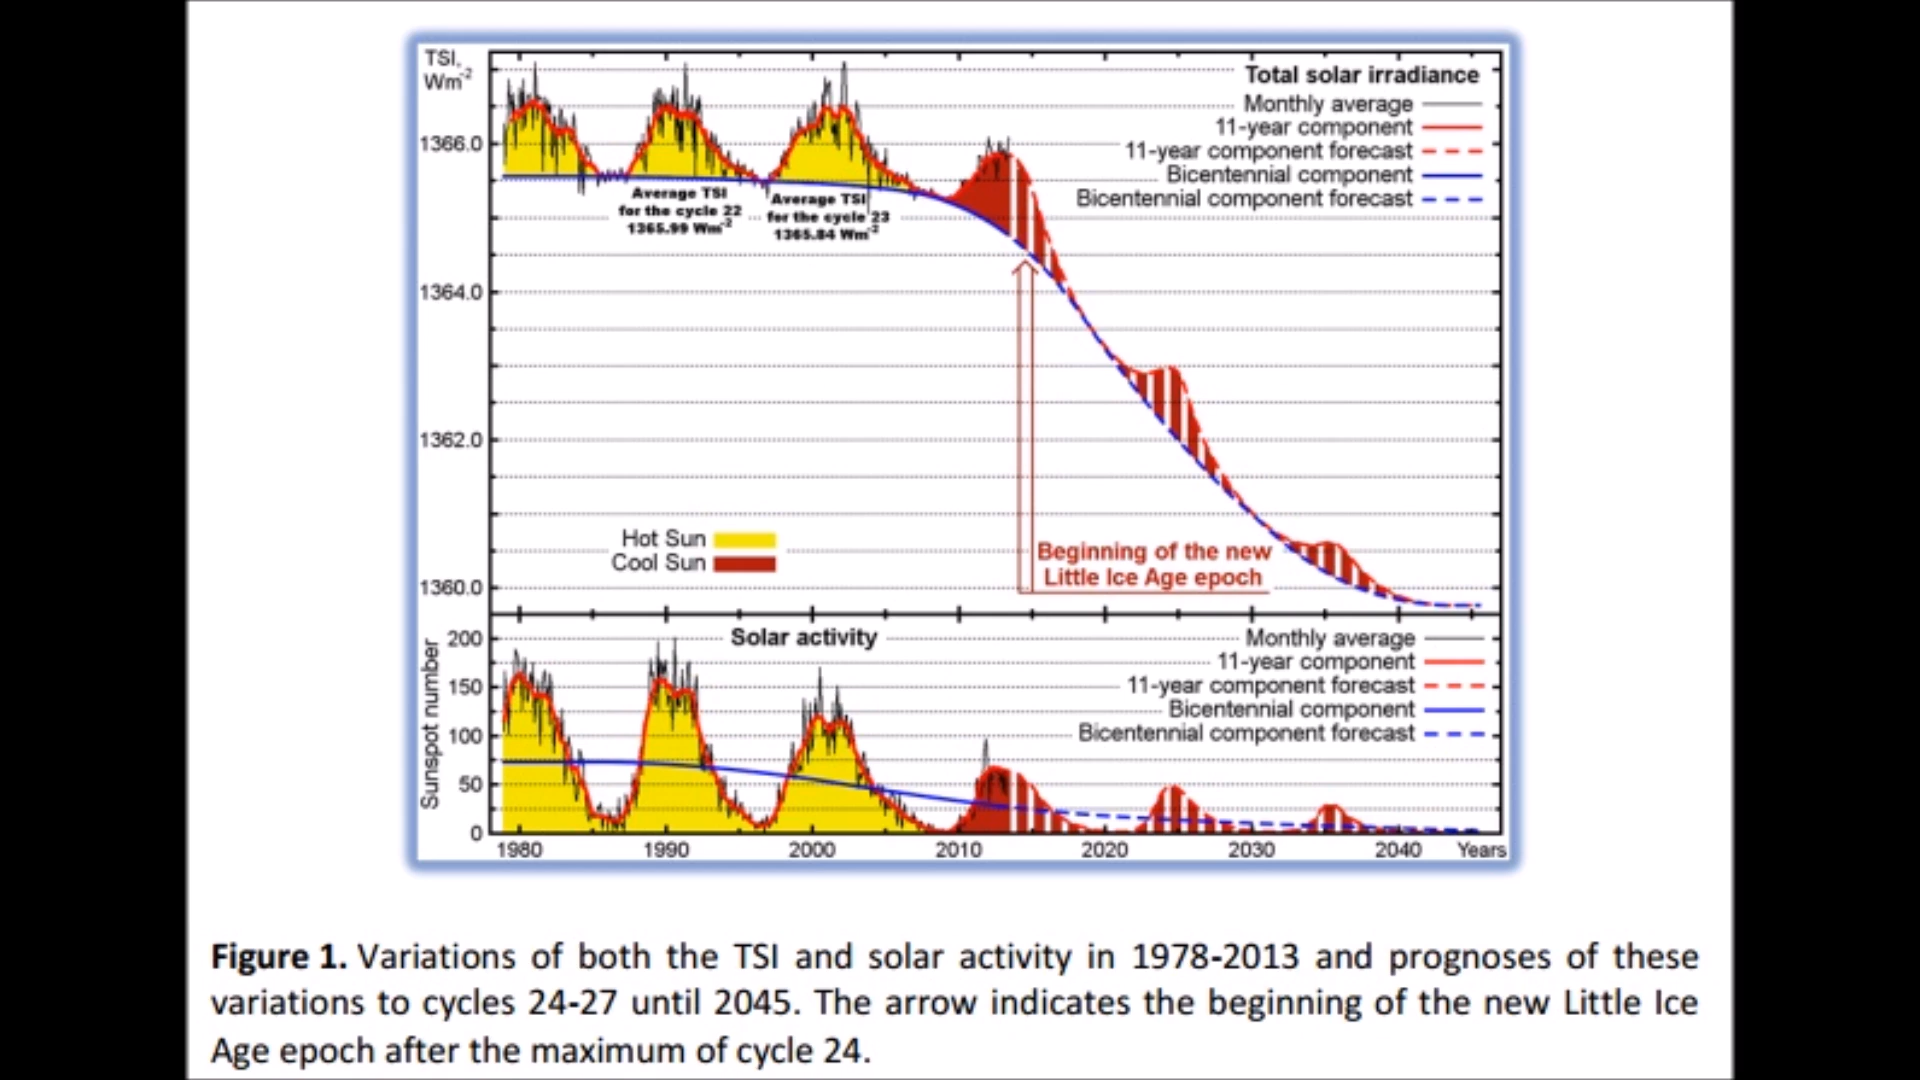 TSI,
Wm-2
Total solar irradiance
Monthly average
11-year component
11-year component forecast
Bicentennial component
Bicentennial component forecast
1366.0
1364.0
1362.0
1360.0
Average TSI
for the cycle 22
1365.99 Wm-2
Average TSI
for the cycle 23
1365.84 Wm-2
Hot Sun
Cool Sun
Beginning of the new
Little Ice Age epoch
Solar activity
Monthly average
11-year component
11-year component forecast
Bicentennial component
Bicentennial component forecast
Sunspot number
200
150
100
50
0
1980 1990 2000 2010 2020 2030 2040 Years
Figure 1. Variations of both the TSI and solar activity in 1978-2013 and prognoses of these
variations to cycles 24-27 until 2045. The arrow indicates the beginning of the new Little Ice
Age epoch after the maximum of cycle 24.